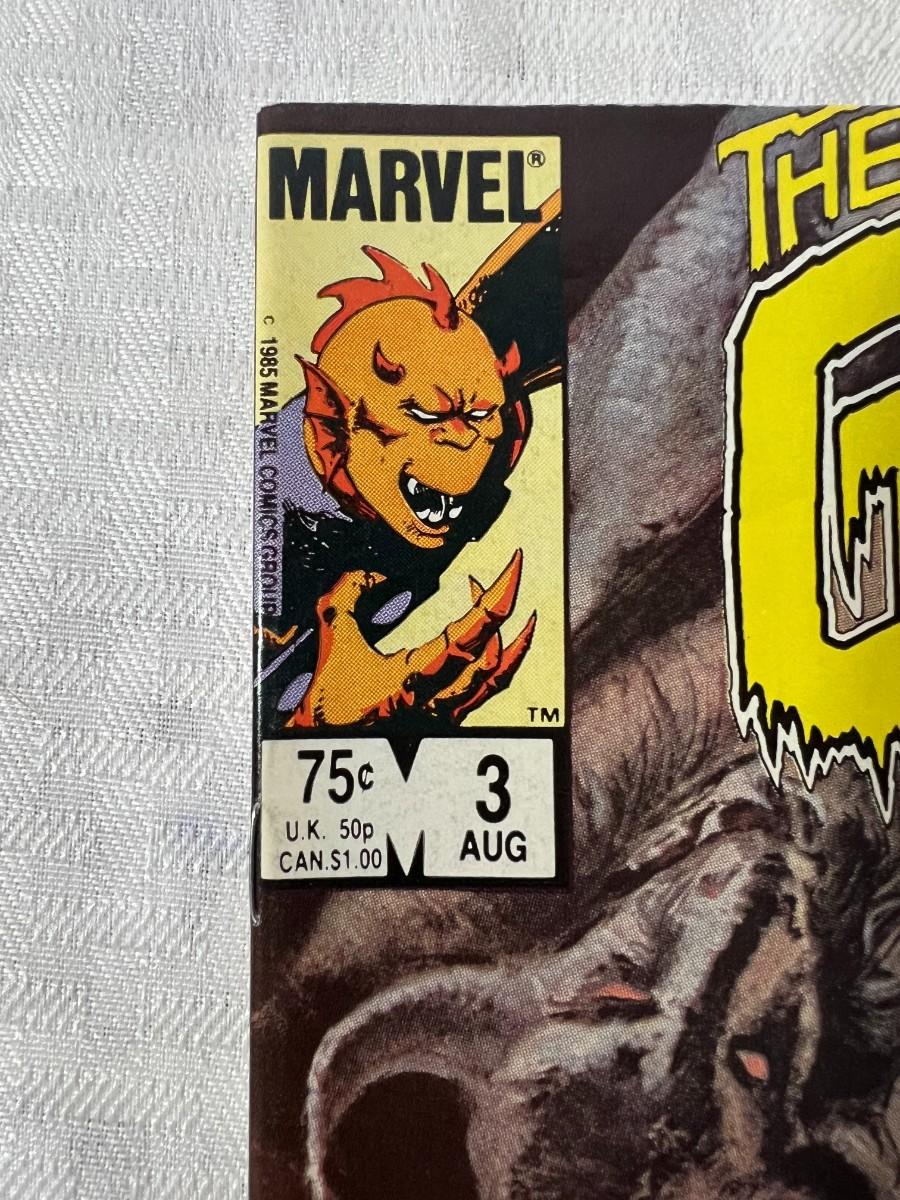 MARVEL®
© 1985 MARVEL COMICS GROUP
TM
75¢
U.K. 50p
CAN.$1.00
3
AUG
THE
G